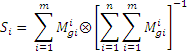 $S_i = \sum_{i=1}^{m} M_{gi}^{i} \otimes \left[ \sum_{i=1}^{n} \sum_{i=1}^{m} M_{gi}^{i} \right]^{-1}$